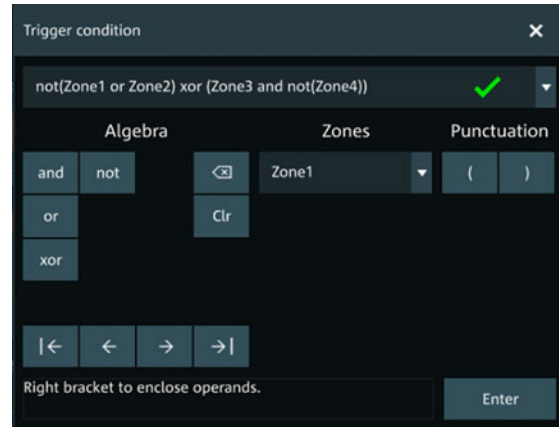 Trigger condition
not(Zone1 or Zone2) xor (Zone3 and not(Zone4))
Algebra Zones Punctuation
and not Zone1 ( )
or Clr
xor
Right bracket to enclose operands.
Enter